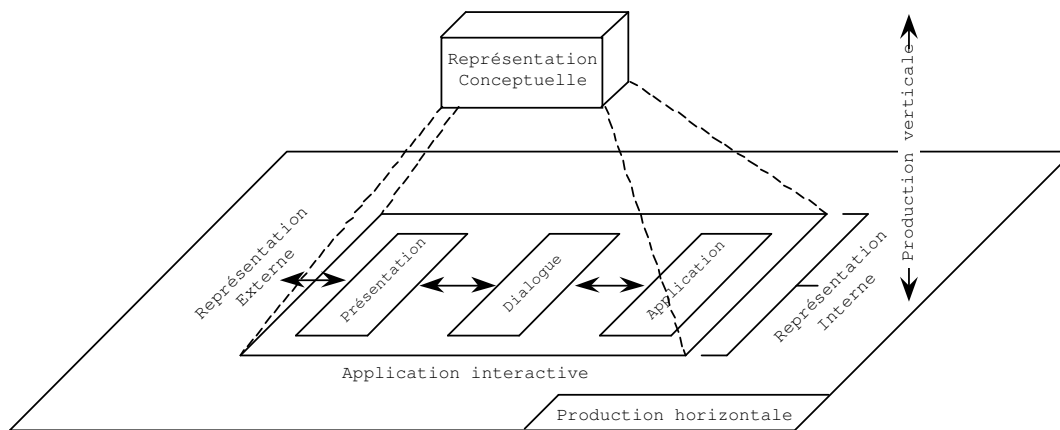 Représentation
Conceptuelle
Production verticale
Représentation
Externe
Présentation
Dialogue
Application
Représentation
Interne
Application interactive
Production horizontale